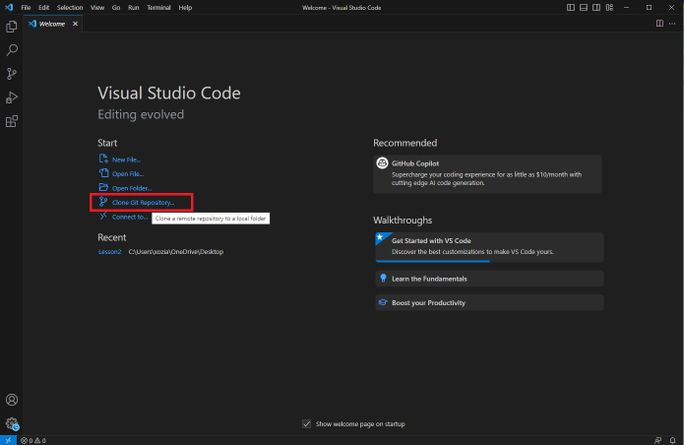 File Edit Selection View Go Run Terminal Help
Welcome - Visual Studio Code
Welcome
Visual Studio Code
Editing evolved
Start
New File...
Open File...
Open Folder...
Clone Git Repository...
Connect to...
Clone a remote repository to a local folder
Recent
Lesson2 C:\Users\yozia\OneDrive\Desktop
Recommended
GitHub Copilot
Supercharge your coding experience for as little as $10/month with
cutting edge AI code generation.
Walkthroughs
Get Started with VS Code
Discover the best customizations to make VS Code yours.
Learn the Fundamentals
Boost your Productivity
Show welcome page on startup
0 0